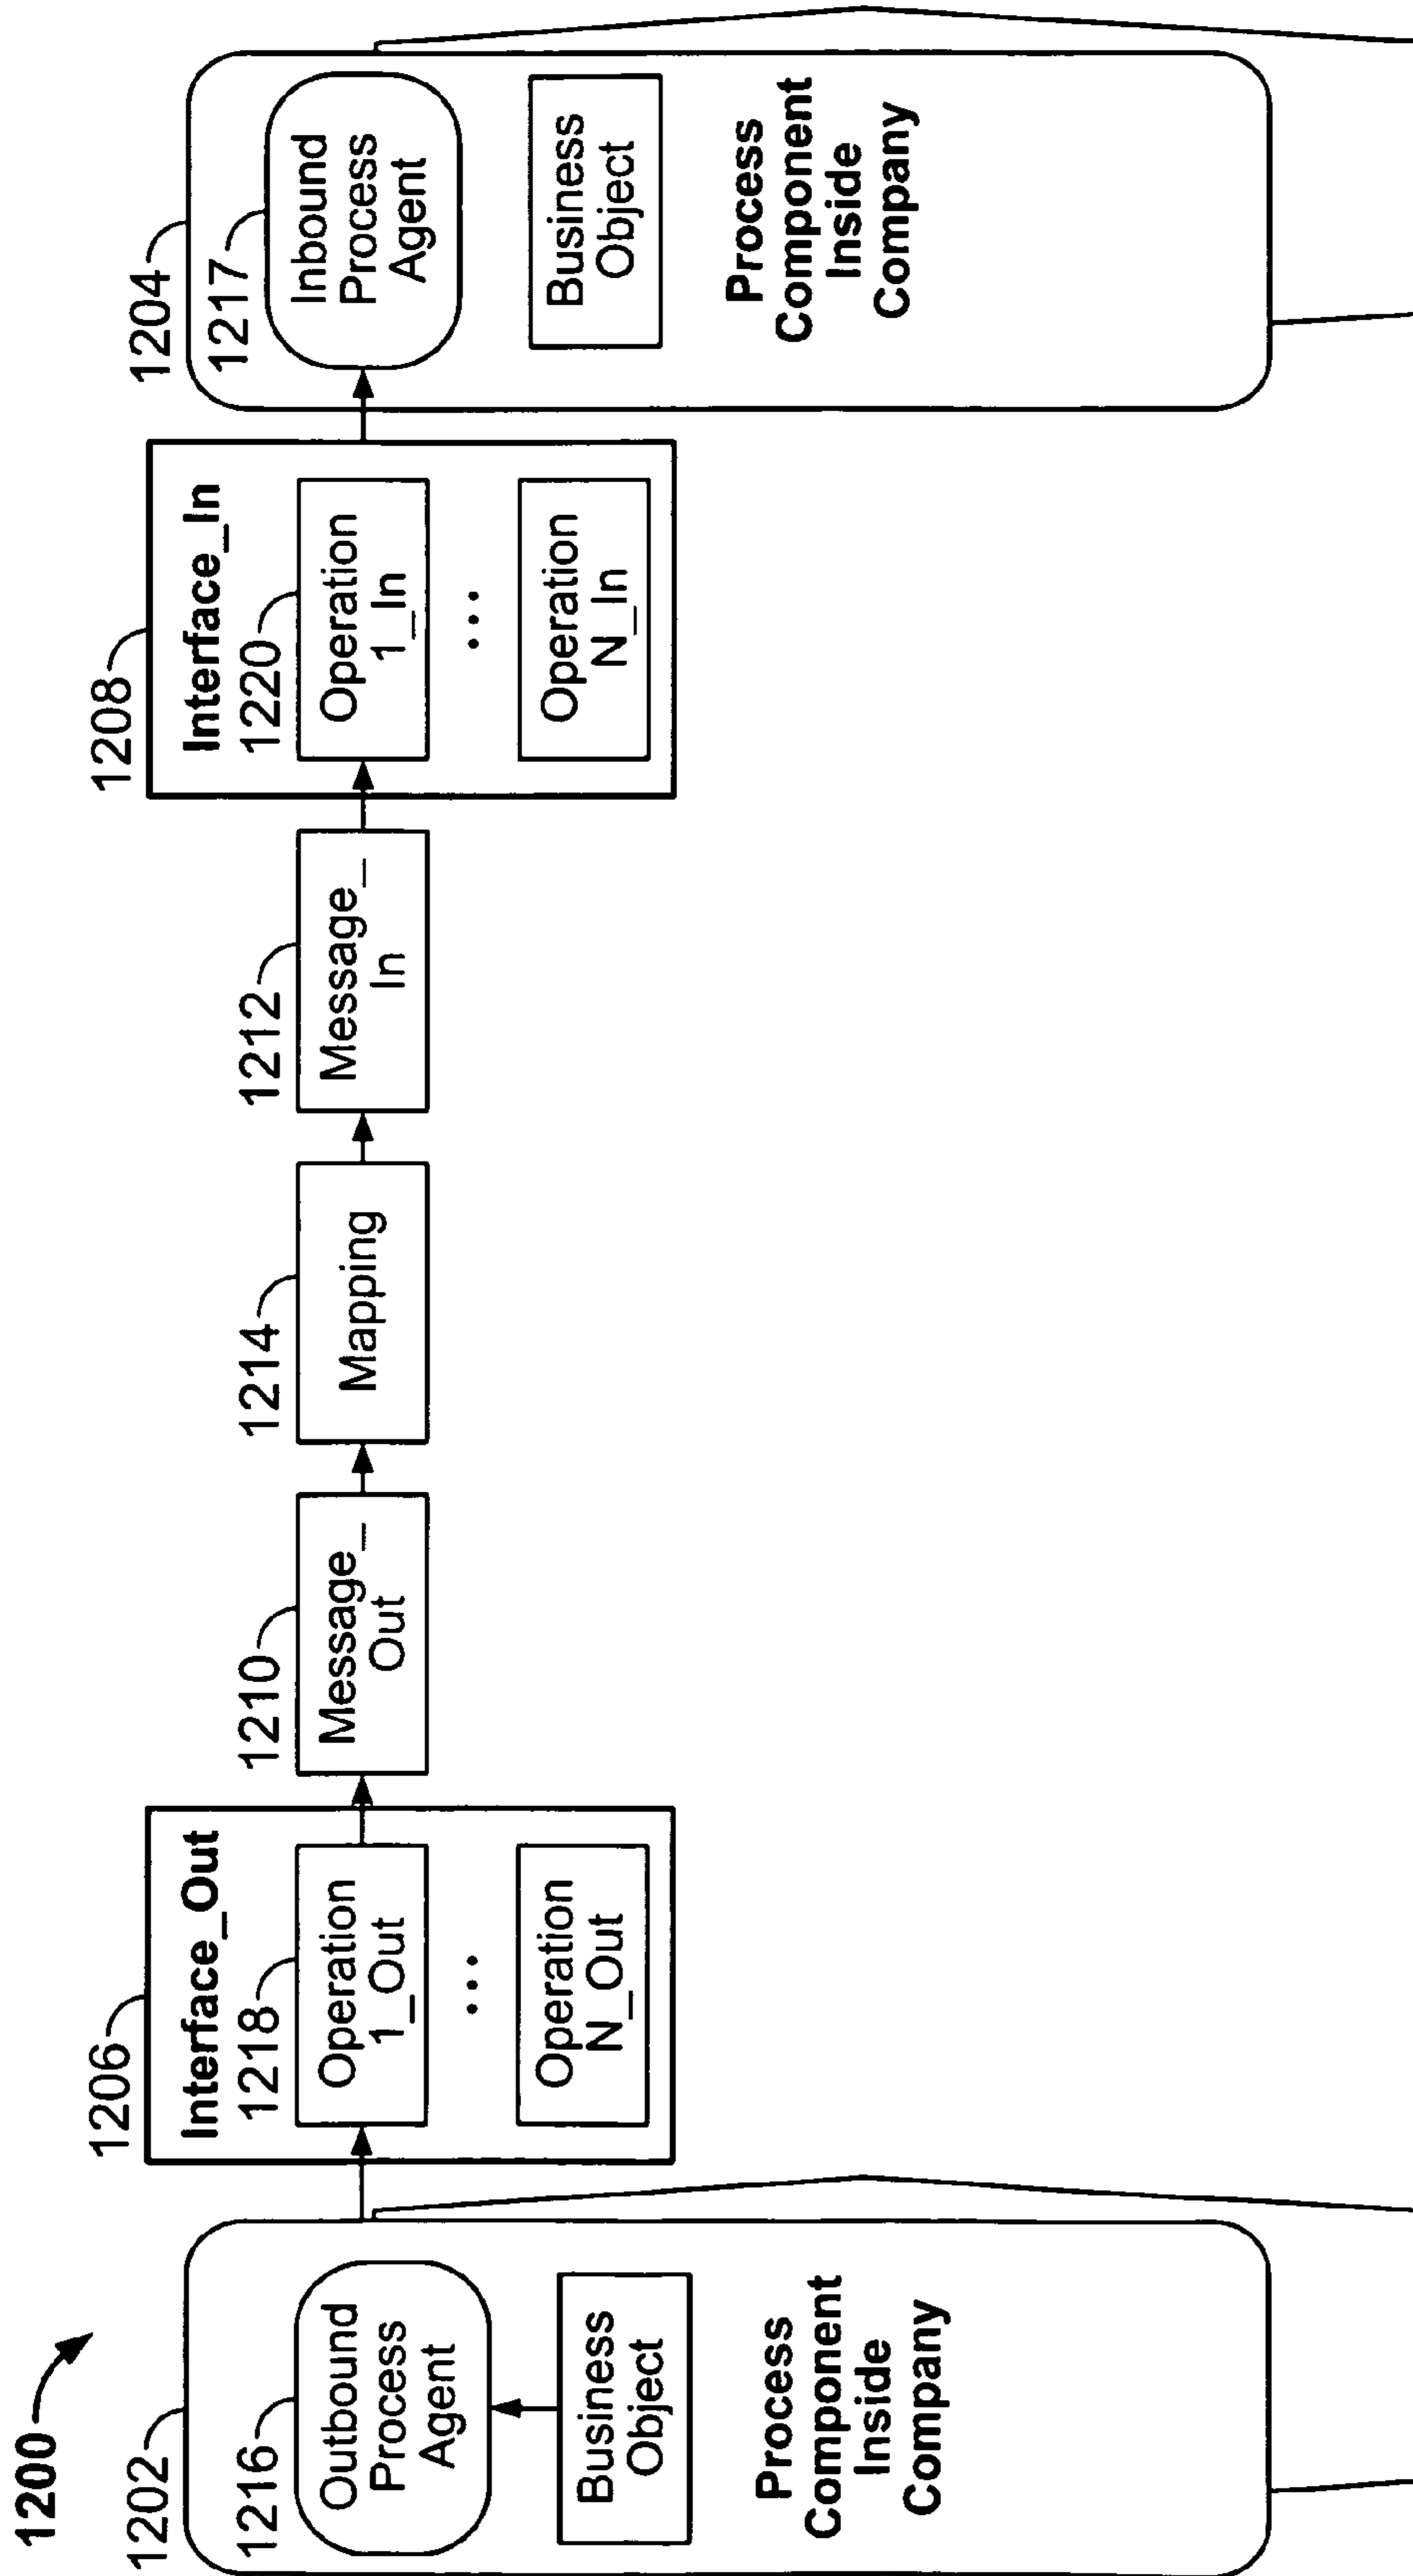 1200
1202
1216
Outbound
Process
Agent
Business
Object
Process
Component
Inside
Company
1206
Interface_Out
1218
Operation
1_Out
...
Operation
N_Out
1210
Message_
Out
1214
Mapping
1212
Message_
In
1208
Interface_In
1220
Operation
1_In
...
Operation
N_In
1204
1217
Inbound
Process
Agent
Business
Object
Process
Component
Inside
Company